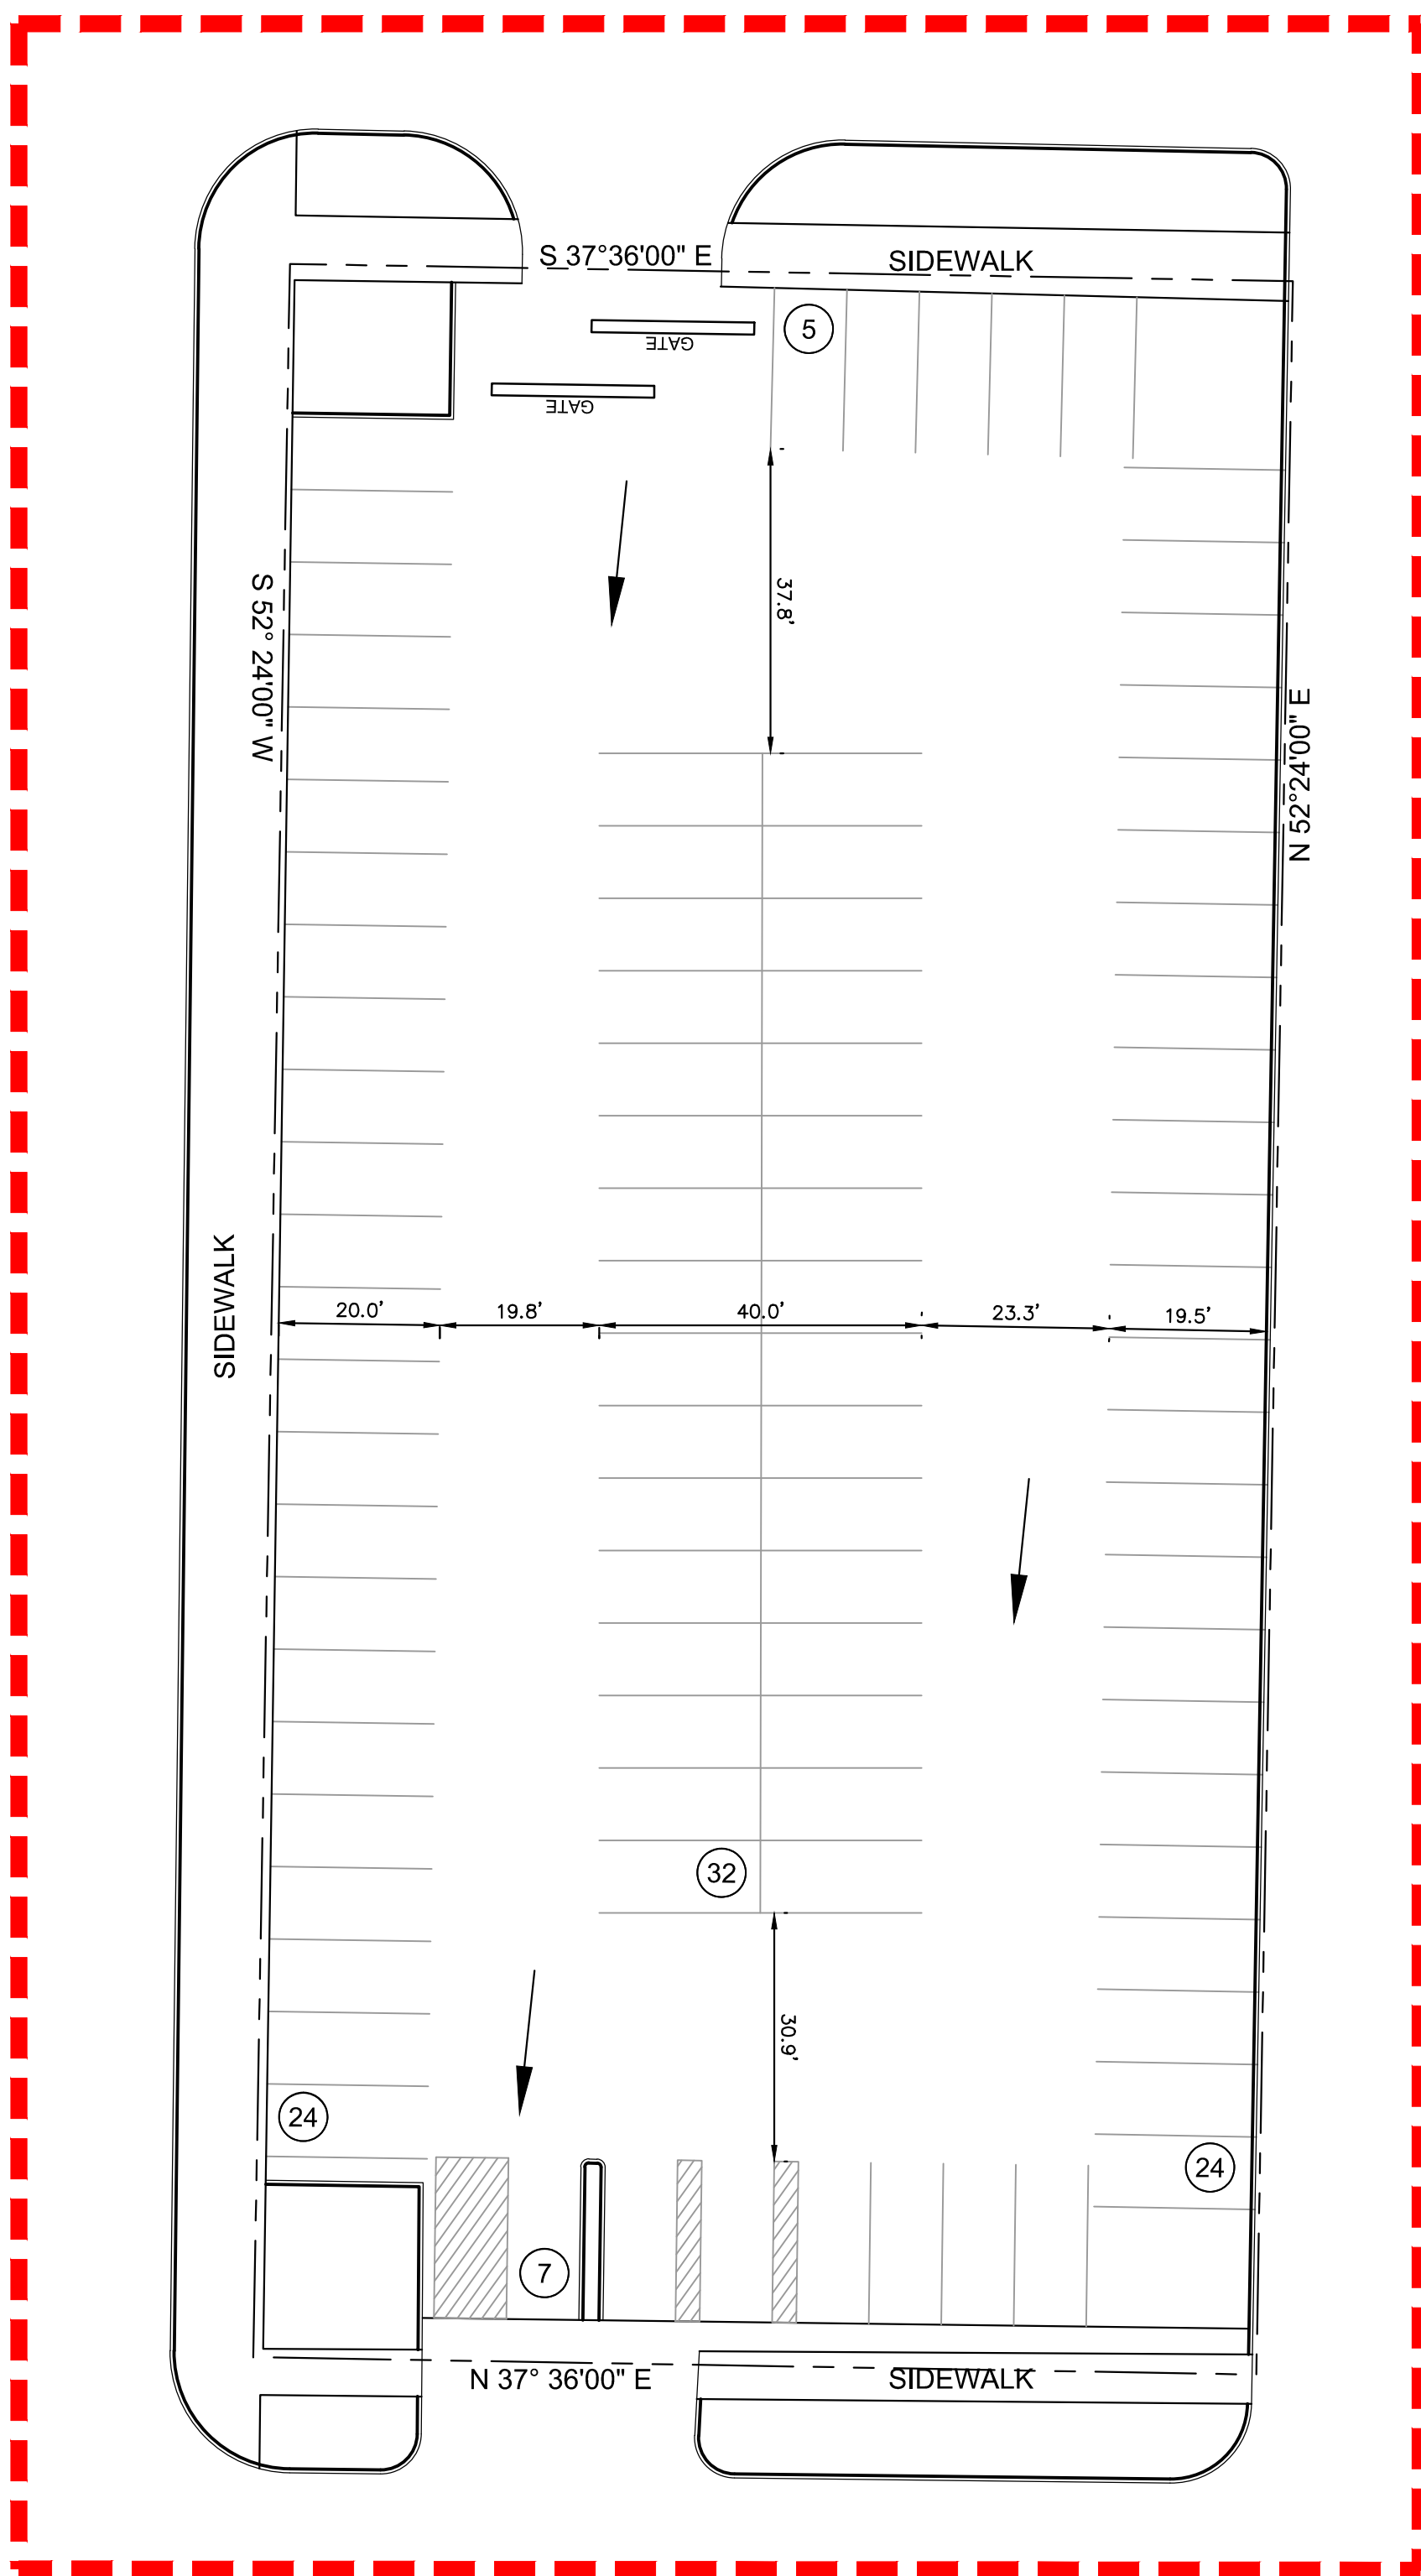 S 37°36'00" E
SIDEWALK
5
GATE
GATE
37.8'
S 52° 24'00" W
N 52°24'00" E
SIDEWALK
20.0'
19.8'
40.0'
23.3'
19.5'
32
30.9'
24
24
7
N 37° 36'00" E
SIDEWALK